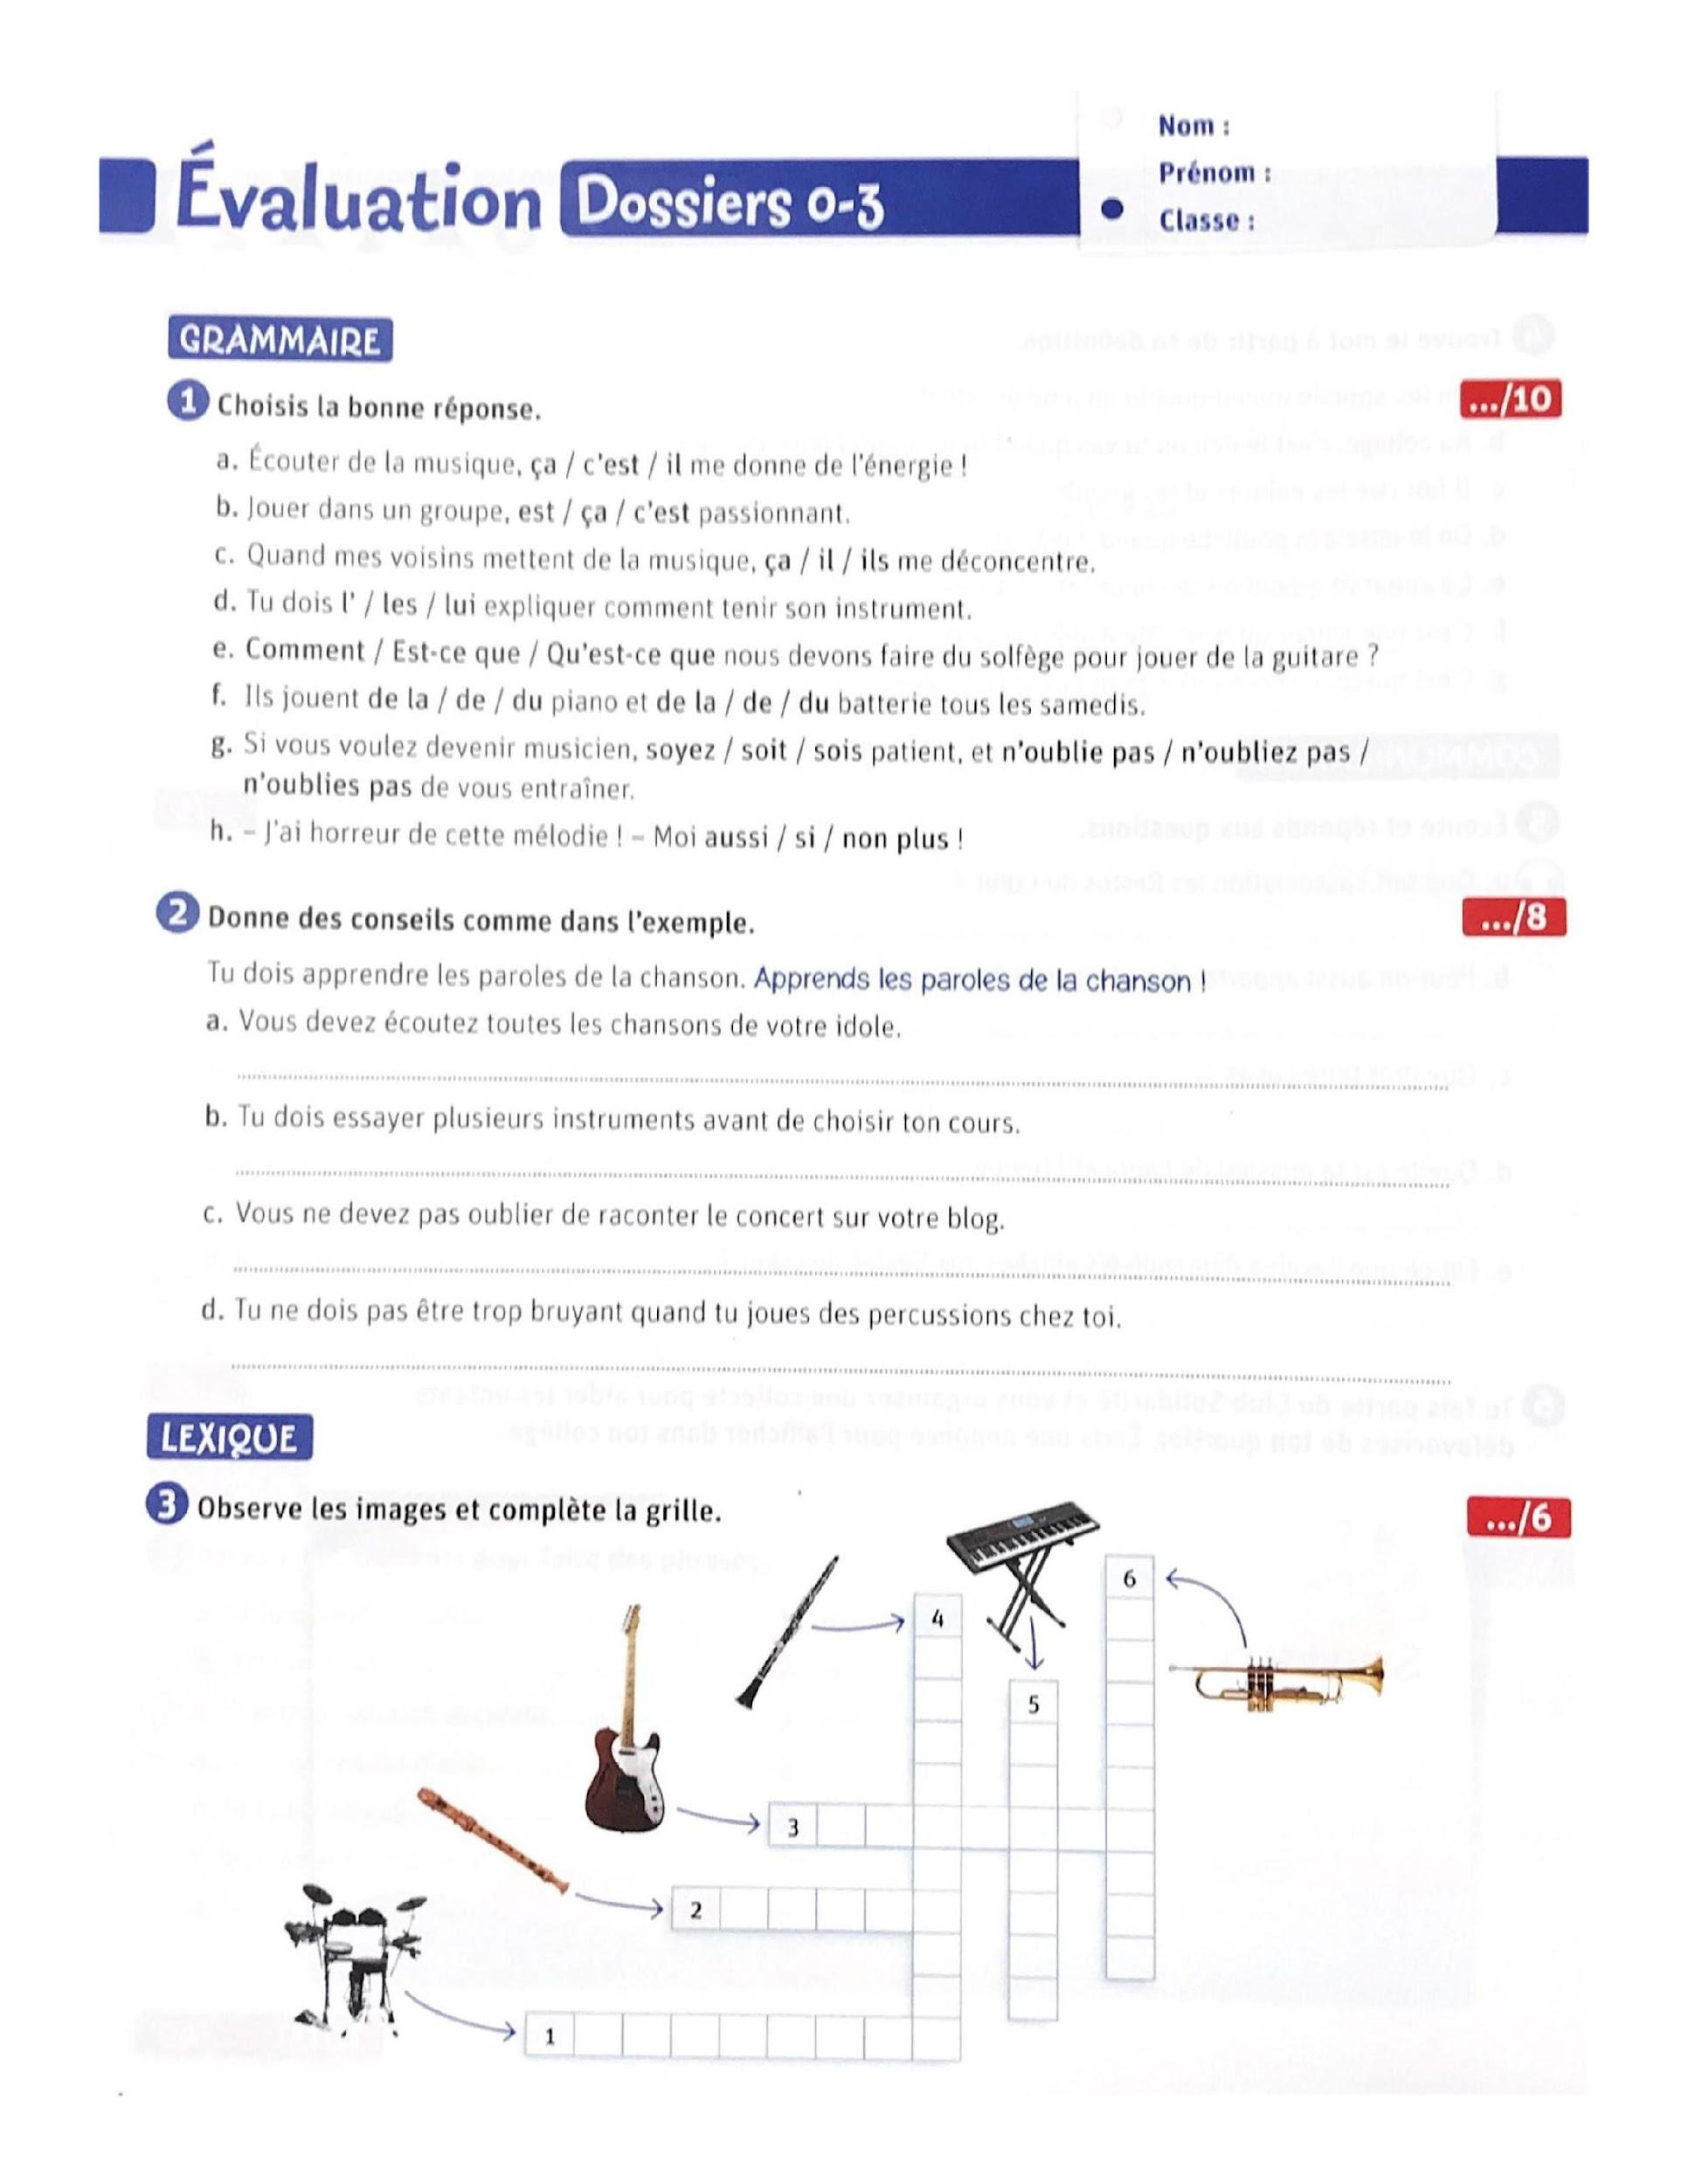 Nom :
Prénom :
Classe :
Évaluation Dossiers 0-3
GRAMMAIRE
1 Choisis la bonne réponse. .../10
a. Écouter de la musique, ça / c'est / il me donne de l'énergie !
b. Jouer dans un groupe, est / ça / c'est passionnant.
c. Quand mes voisins mettent de la musique, ça / il / ils me déconcentre.
d. Tu dois l' / les / lui expliquer comment tenir son instrument.
e. Comment / Est-ce que / Qu'est-ce que nous devons faire du solfège pour jouer de la guitare ?
f. Ils jouent de la / de / du piano et de la / de / du batterie tous les samedis.
g. Si vous voulez devenir musicien, soyez / soit / sois patient, et n'oublie pas / n'oubliez pas /
n'oublies pas de vous entraîner.
h. – J'ai horreur de cette mélodie ! – Moi aussi / si / non plus !
2 Donne des conseils comme dans l'exemple. .../8
Tu dois apprendre les paroles de la chanson. Apprends les paroles de la chanson !
a. Vous devez écoutez toutes les chansons de votre idole.
b. Tu dois essayer plusieurs instruments avant de choisir ton cours.
c. Vous ne devez pas oublier de raconter le concert sur votre blog.
d. Tu ne dois pas être trop bruyant quand tu joues des percussions chez toi.
LEXIQUE
3 Observe les images et complète la grille. .../6
6
4
5
3
2
1